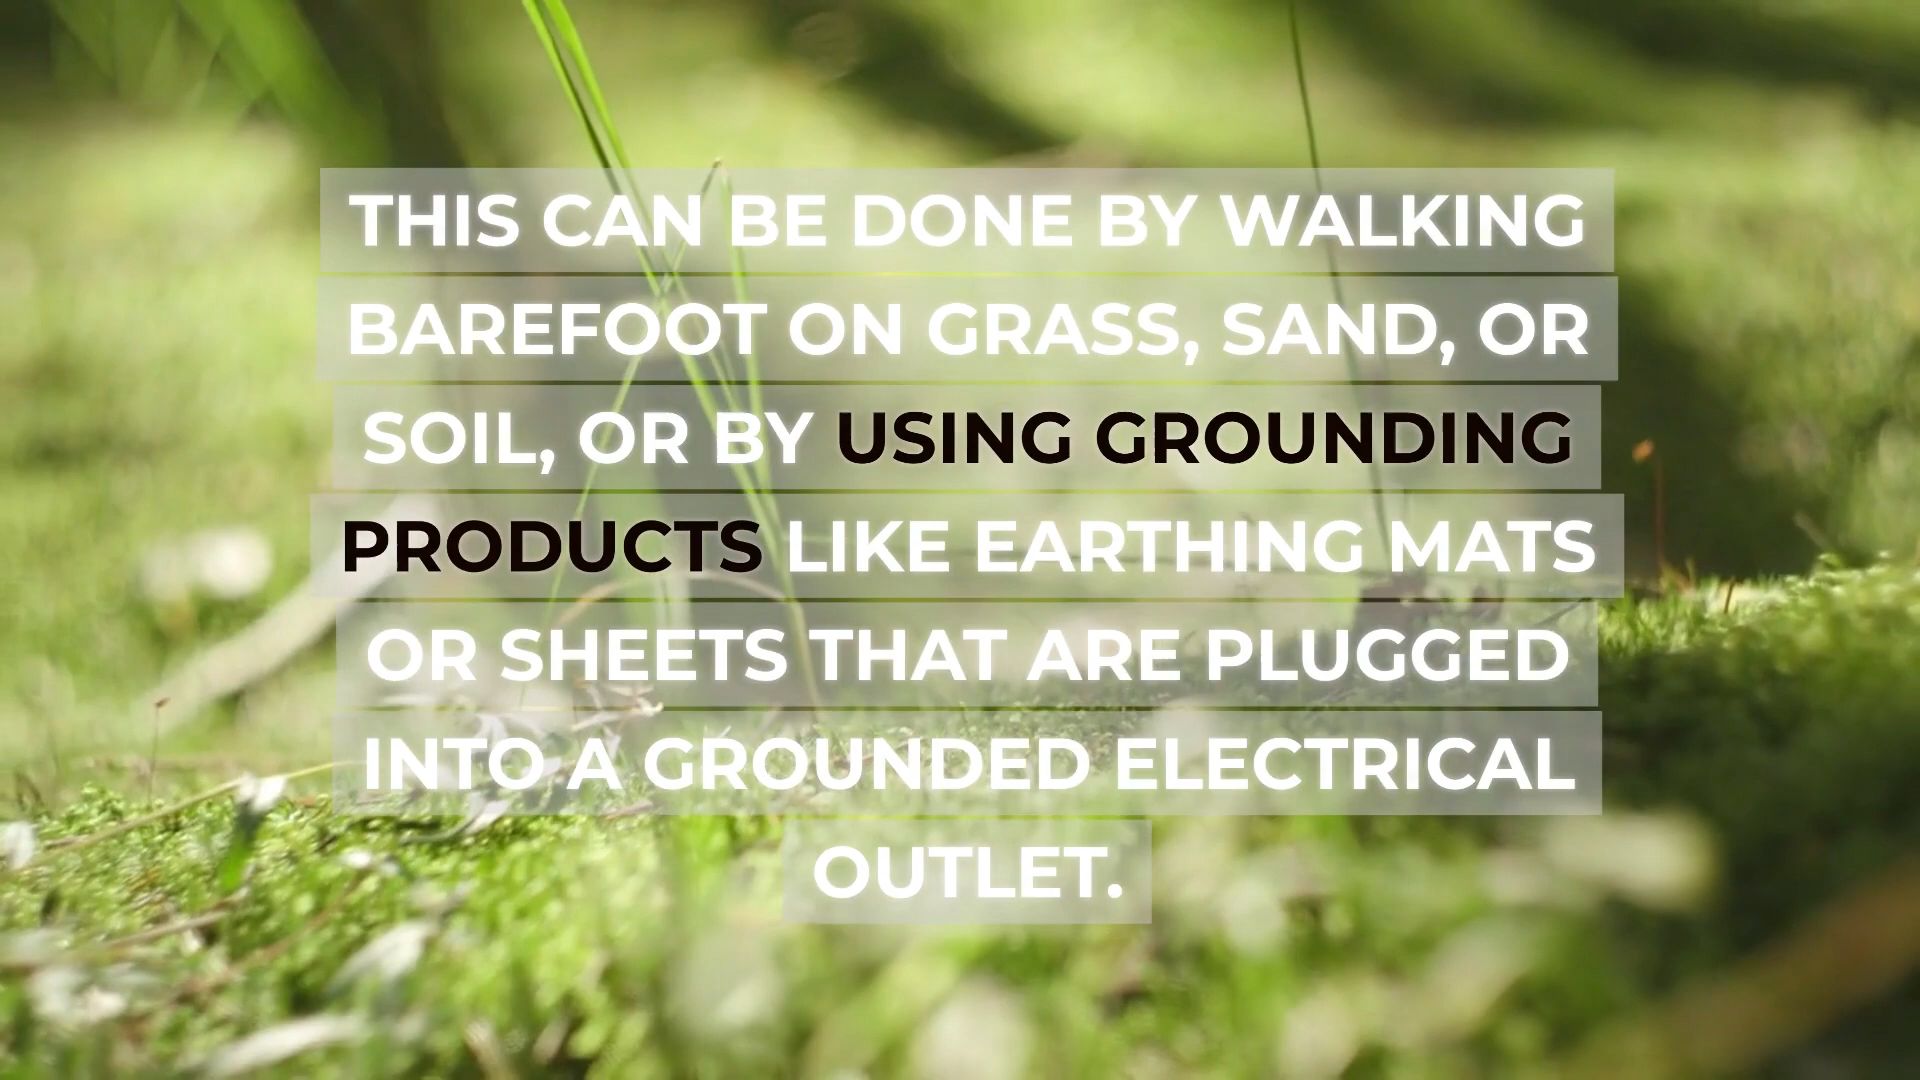 THIS CAN BE DONE BY WALKING
BAREFOOT ON GRASS, SAND, OR
SOIL, OR BY USING GROUNDING
PRODUCTS LIKE EARTHING MATS
OR SHEETS THAT ARE PLUGGED
INTO A GROUNDED ELECTRICAL
OUTLET.